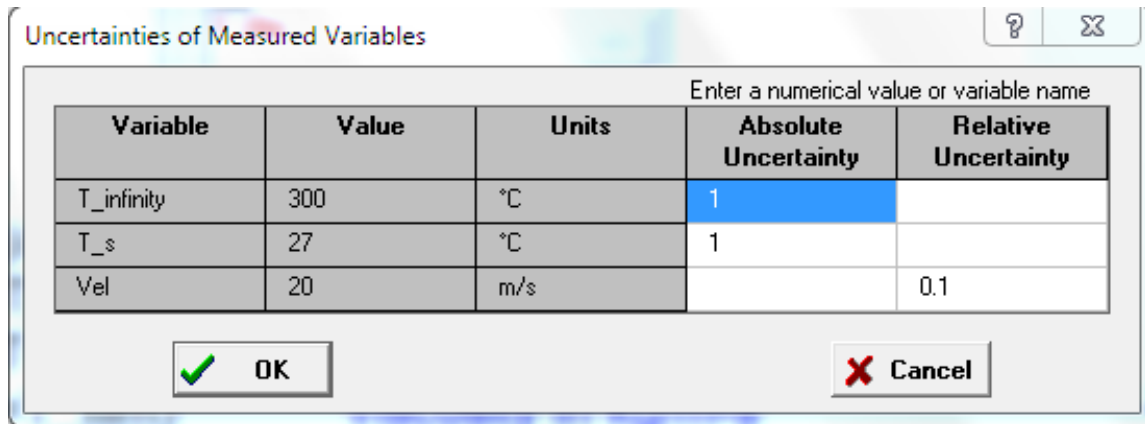 Uncertainties of Measured Variables
Enter a numerical value or variable name
Variable Value Units Absolute Uncertainty Relative Uncertainty
T_infinity 300 °C 1
T_s 27 °C 1
Vel 20 m/s 0.1
OK Cancel